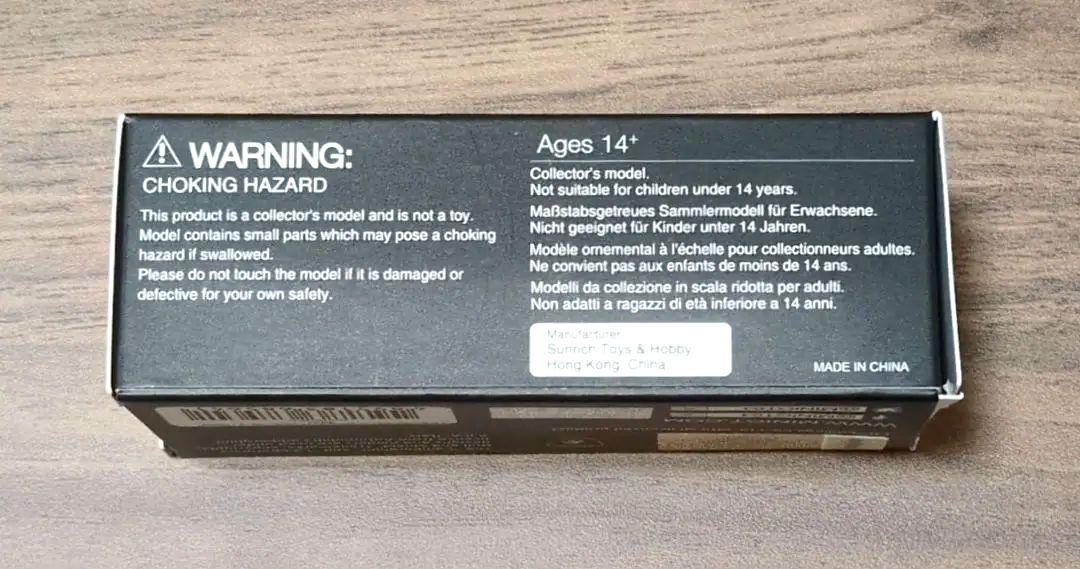 WARNING:
CHOKING HAZARD
This product is a collector's model and is not a toy.
Model contains small parts which may pose a choking
hazard if swallowed.
Please do not touch the model if it is damaged or
defective for your own safety.
Ages 14+
Collector's model.
Not suitable for children under 14 years.
Maßstabsgetreues Sammlermodell für Erwachsene.
Nicht geeignet für Kinder unter 14 Jahren.
Modèle ornemental à l'échelle pour collectionneurs adultes.
Ne convient pas aux enfants de moins de 14 ans.
Modelli da collezione in scala ridotta per adulti.
Non adatti a ragazzi di età inferiore a 14 anni.
Manufacturer
Sunrich Toys & Hobby
Hong Kong, China
MADE IN CHINA